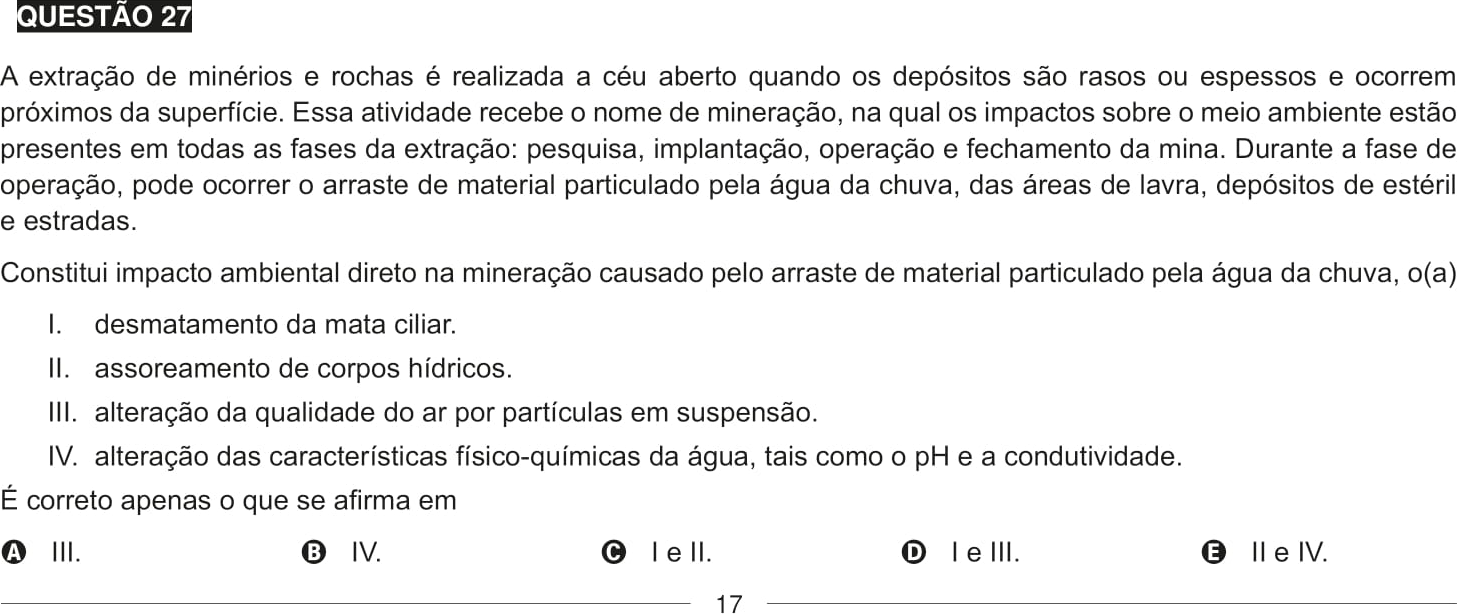 QUESTÃO 27
A extração de minérios e rochas é realizada a céu aberto quando os depósitos são rasos ou espessos e ocorrem
próximos da superfície. Essa atividade recebe o nome de mineração, na qual os impactos sobre o meio ambiente estão
presentes em todas as fases da extração: pesquisa, implantação, operação e fechamento da mina. Durante a fase de
operação, pode ocorrer o arraste de material particulado pela água da chuva, das áreas de lavra, depósitos de estéril
e estradas.
Constitui impacto ambiental direto na mineração causado pelo arraste de material particulado pela água da chuva, o(a)
I. desmatamento da mata ciliar.
II. assoreamento de corpos hídricos.
III. alteração da qualidade do ar por partículas em suspensão.
IV. alteração das características físico-químicas da água, tais como o pH e a condutividade.
É correto apenas o que se afirma em
A III. B IV. C I e II. D I e III. E II e IV.
17